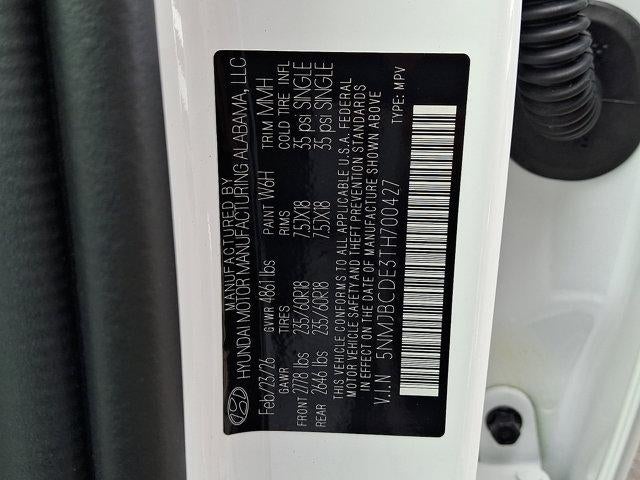 MANUFACTURED BY
HYUNDAI MOTOR MANUFACTURING ALABAMA, LLC
Feb/23/26 GVWR 4861 lbs PAINT W6H TRIM MMH
GAWR TIRES RIMS COLD TIRE INFL
FRONT 2778 lbs 235/60R18 7.5JX18 35 psi SINGLE
REAR 2646 lbs 235/60R18 7.5JX18 35 psi SINGLE
THIS VEHICLE CONFORMS TO ALL APPLICABLE U.S.A. FEDERAL
MOTOR VEHICLE SAFETY AND THEFT PREVENTION STANDARDS
IN EFFECT ON THE DATE OF MANUFACTURE SHOWN ABOVE
V.I.N 5NMJBCDE3TH700427 TYPE: MPV